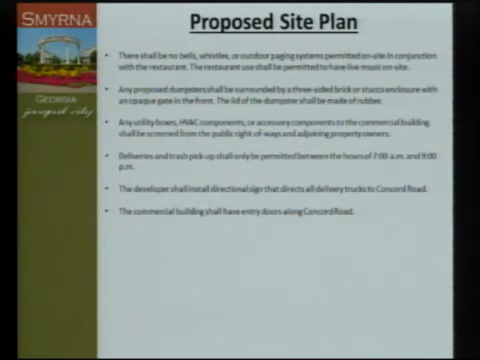 SMYRNA
GEORGIA
jonquil city
Proposed Site Plan
• There shall be no bells, whistles, or outdoor paging systems permitted on-site in conjunction
with the restaurant. The restaurant use shall be permitted to have live music on-site.
• Any proposed dumpsters shall be surrounded by a three-sided brick or stucco enclosure with
an opaque gate in the front. The lid of the dumpster shall be made of rubber.
• Any utility boxes, HVAC components, or accessory components to the commercial building
shall be screened from the public right-of-ways and adjoining property owners.
• Deliveries and trash pick-up shall only be permitted between the hours of 7:00 a.m. and 9:00
p.m.
• The developer shall install directional sign that directs all delivery trucks to Concord Road.
• The commercial building shall have entry doors along Concord Road.